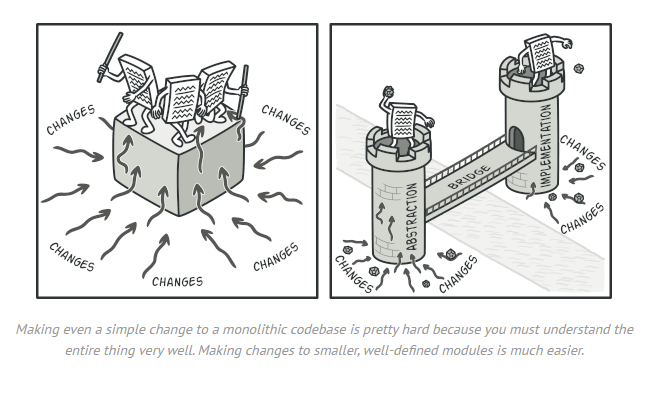 CHANGES
CHANGES
CHANGES
CHANGES
CHANGES
ABSTRACTION
BRIDGE
IMPLEMENTATION
CHANGES
CHANGES
CHANGES
CHANGES
Making even a simple change to a monolithic codebase is pretty hard because you must understand the
entire thing very well. Making changes to smaller, well-defined modules is much easier.